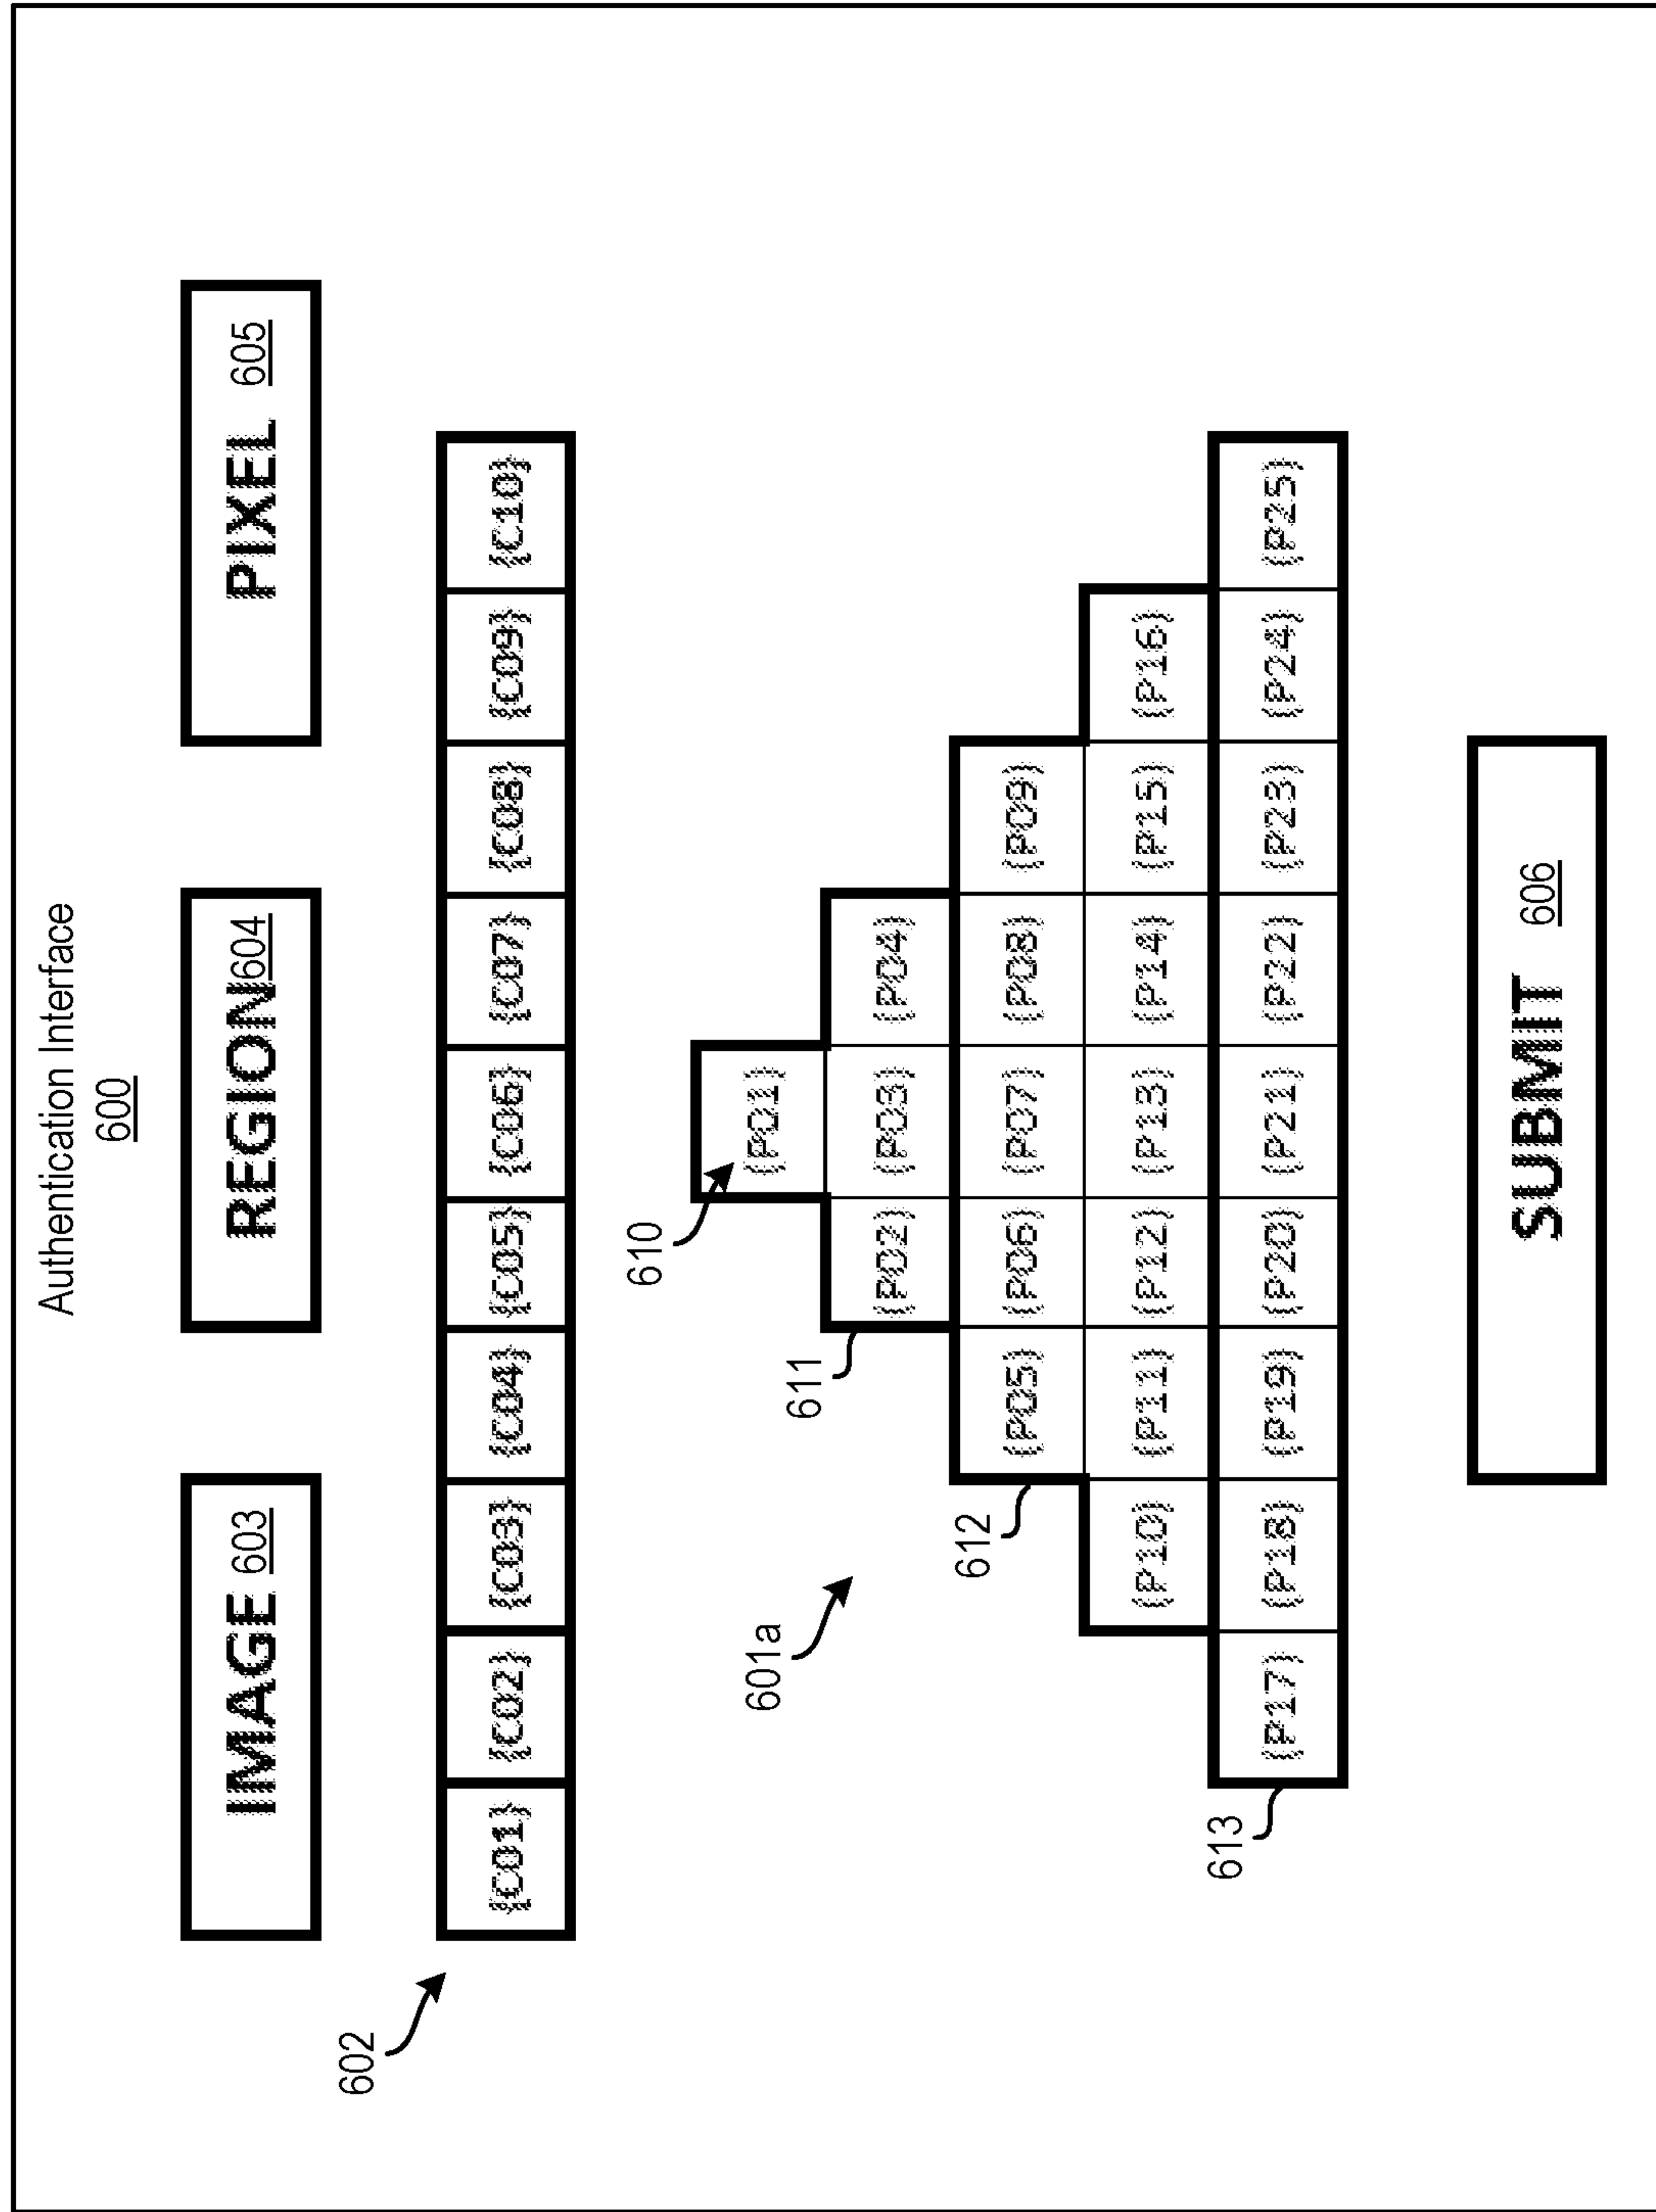 Authentication Interface
600
IMAGE 603 REGION 604 PIXEL 605
602
{C01} {C02} {C03} {C04} {C05} {C06} {C07} {C08} {C09} {C10}
610
(P01)
611
(P02) (P03) (P04)
601a
612
(P05) (P06) (P07) (P08) (P09)
(P10) (P11) (P12) (P13) (P14) (P15) (P16)
613
(P17) (P18) (P19) (P20) (P21) (P22) (P23) (P24) (P25)
SUBMIT 606